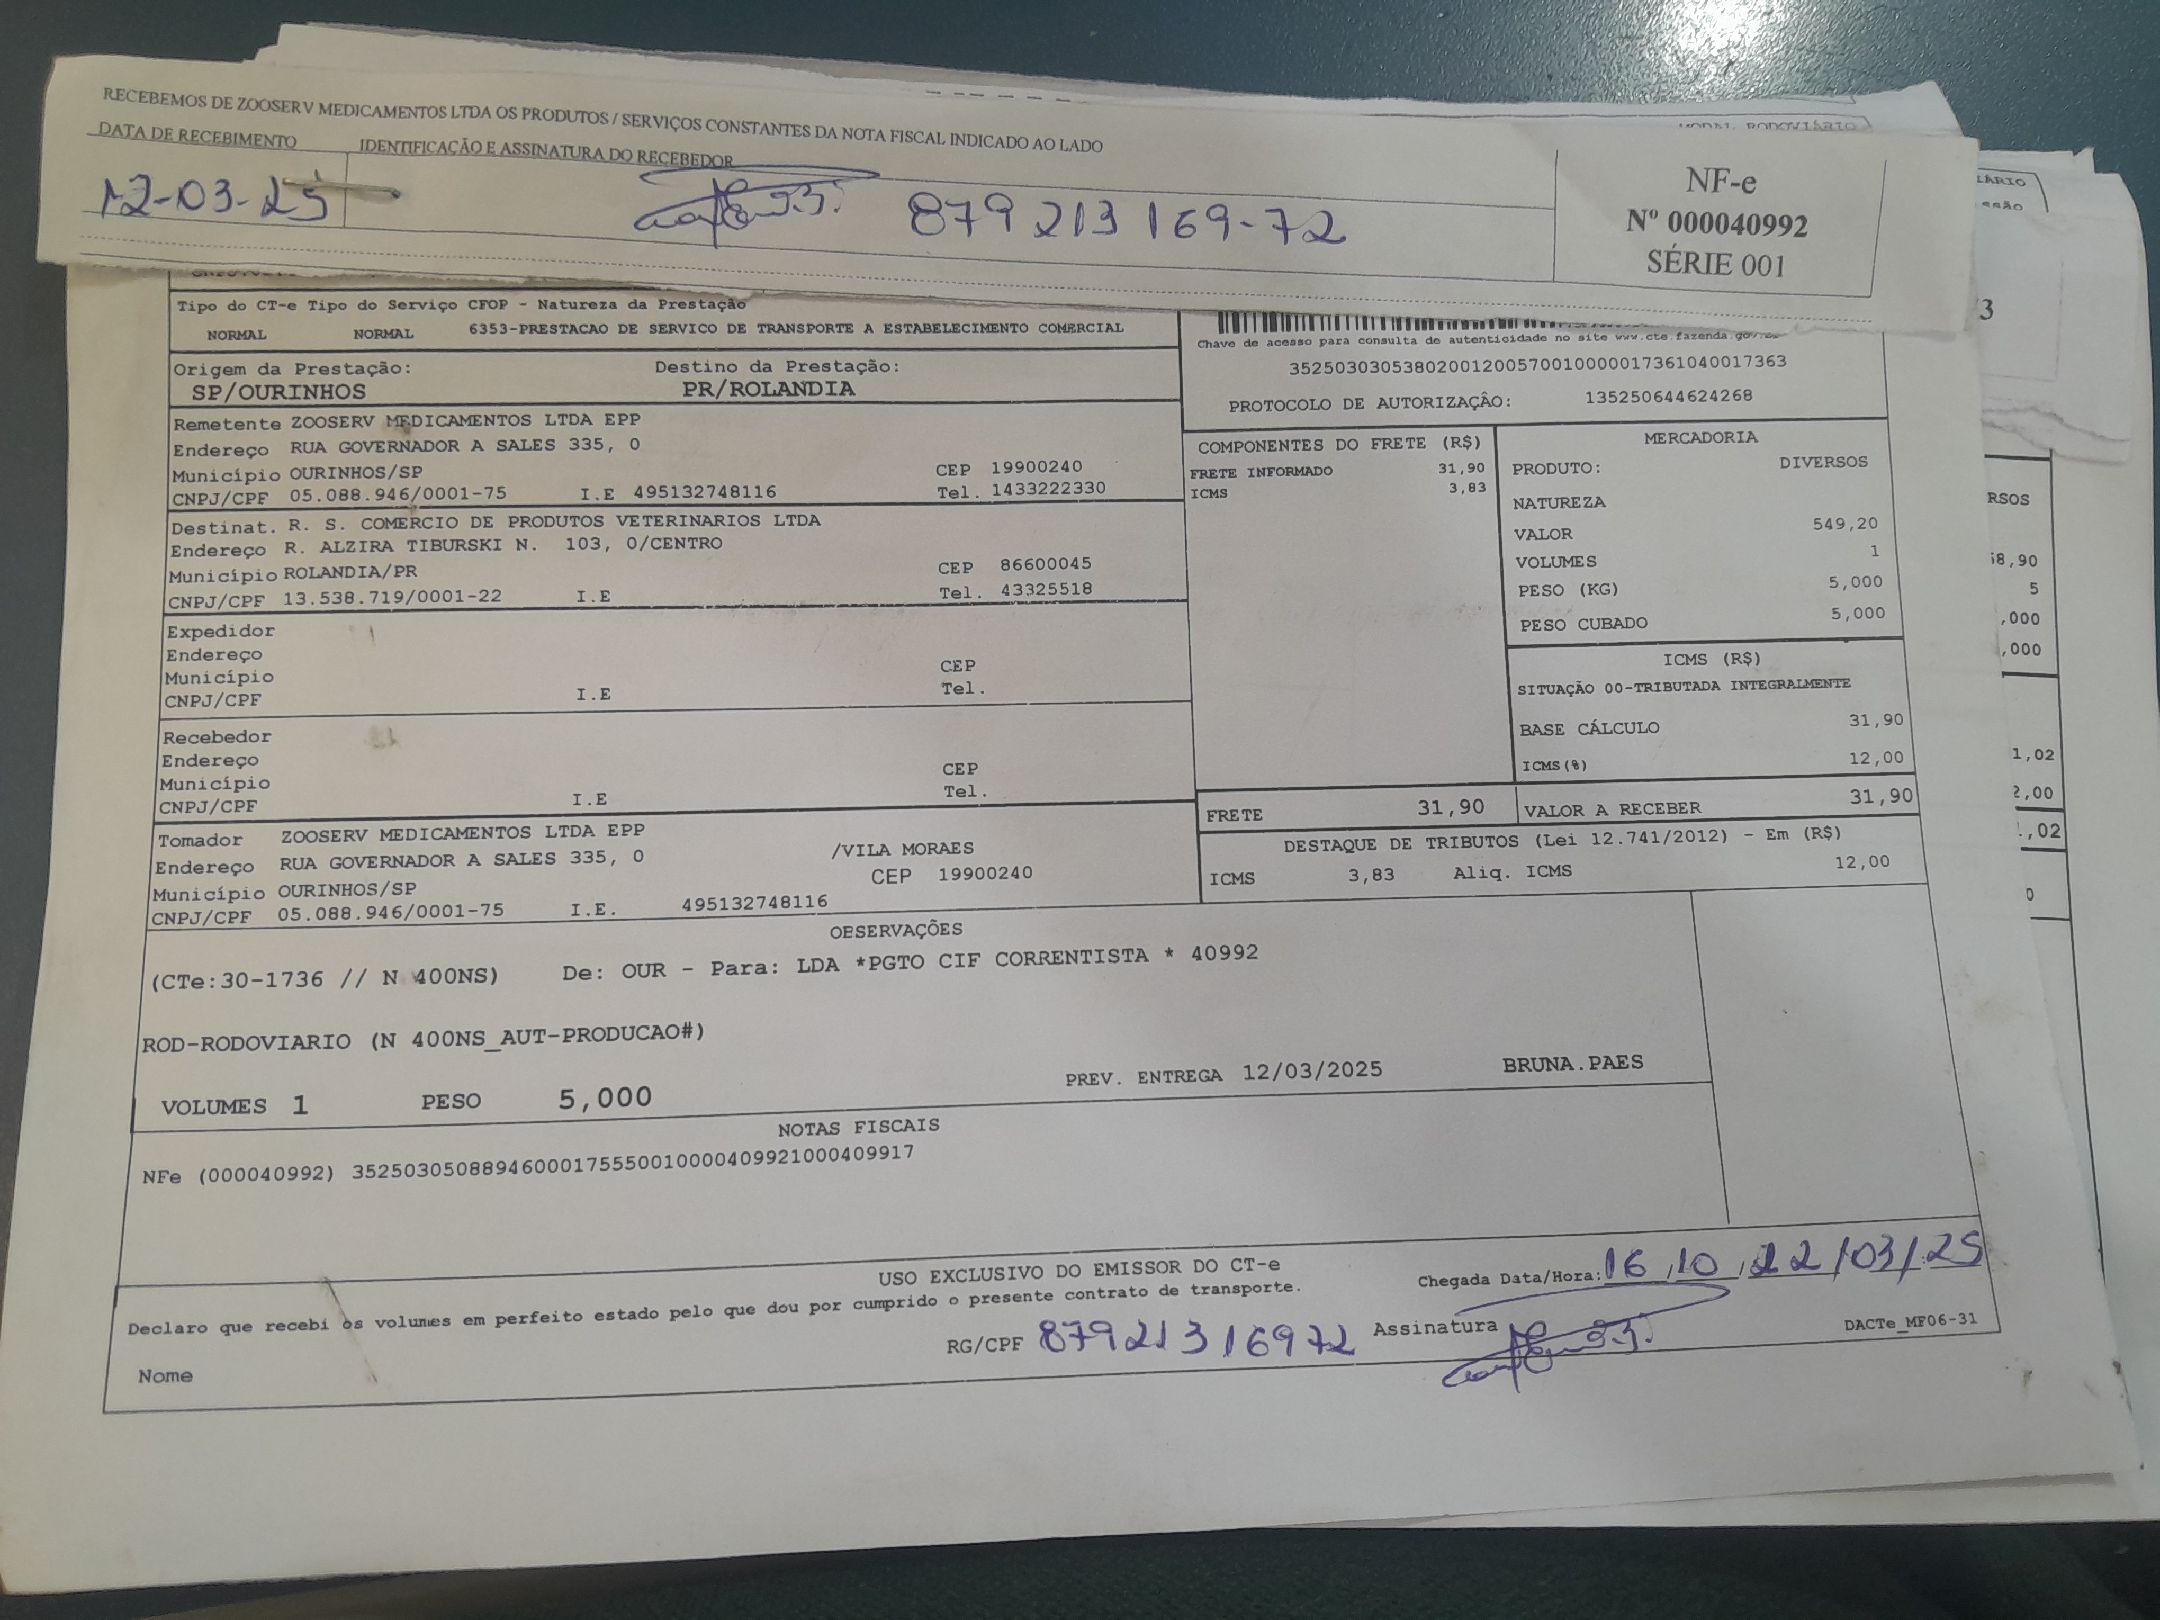 RECEBEMOS DE ZOOSERV MEDICAMENTOS LTDA OS PRODUTOS / SERVIÇOS CONSTANTES DA NOTA FISCAL INDICADO AO LADO
DATA DE RECEBIMENTO IDENTIFICAÇÃO E ASSINATURA DO RECEBEDOR
12-03-25 879 213 169-72
NF-e
Nº 000040992
SÉRIE 001
Tipo do CT-e Tipo do Serviço CFOP - Natureza da Prestação
NORMAL NORMAL 6353-PRESTACAO DE SERVICO DE TRANSPORTE A ESTABELECIMENTO COMERCIAL
Chave de acesso para consulta de autenticidade no site www.cte.fazenda.gov.
35250303053802001200570010000017361040017363
PROTOCOLO DE AUTORIZAÇÃO: 135250644624268
Origem da Prestação: Destino da Prestação:
SP/OURINHOS PR/ROLANDIA
Remetente ZOOSERV MEDICAMENTOS LTDA EPP
Endereço RUA GOVERNADOR A SALES 335, 0
Município OURINHOS/SP CEP 19900240
CNPJ/CPF 05.088.946/0001-75 I.E 495132748116 Tel. 1433222330
Destinat. R. S. COMERCIO DE PRODUTOS VETERINARIOS LTDA
Endereço R. ALZIRA TIBURSKI N. 103, 0/CENTRO
Município ROLANDIA/PR CEP 86600045
CNPJ/CPF 13.538.719/0001-22 I.E Tel. 43325518
Expedidor
Endereço
Município CEP
CNPJ/CPF I.E Tel.
Recebedor
Endereço
Município CEP
CNPJ/CPF I.E Tel.
Tomador ZOOSERV MEDICAMENTOS LTDA EPP
Endereço RUA GOVERNADOR A SALES 335, 0 /VILA MORAES
Município OURINHOS/SP CEP 19900240
CNPJ/CPF 05.088.946/0001-75 I.E. 495132748116
COMPONENTES DO FRETE (R$)
FRETE INFORMADO 31,90
ICMS 3,83
MERCADORIA
PRODUTO: DIVERSOS
NATUREZA
VALOR 549,20
VOLUMES 1
PESO (KG) 5,000
PESO CUBADO 5,000
ICMS (R$)
SITUAÇÃO 00-TRIBUTADA INTEGRALMENTE
BASE CÁLCULO 31,90
ICMS(%) 12,00
FRETE 31,90 VALOR A RECEBER 31,90
DESTAQUE DE TRIBUTOS (Lei 12.741/2012) - Em (R$)
ICMS 3,83 Aliq. ICMS 12,00
OBSERVAÇÕES
(CTe:30-1736 // N 400NS) De: OUR - Para: LDA *PGTO CIF CORRENTISTA * 40992
ROD-RODOVIARIO (N 400NS_AUT-PRODUCAO#)
VOLUMES 1 PESO 5,000 PREV. ENTREGA 12/03/2025 BRUNA.PAES
NOTAS FISCAIS
NFe (000040992) 35250305088946000175550010000409921000409917
USO EXCLUSIVO DO EMISSOR DO CT-e
Declaro que recebi os volumes em perfeito estado pelo que dou por cumprido o presente contrato de transporte.
Chegada Data/Hora: 16,10, 12/03/25
Nome RG/CPF 87921316972 Assinatura
DACTe_MF06-31